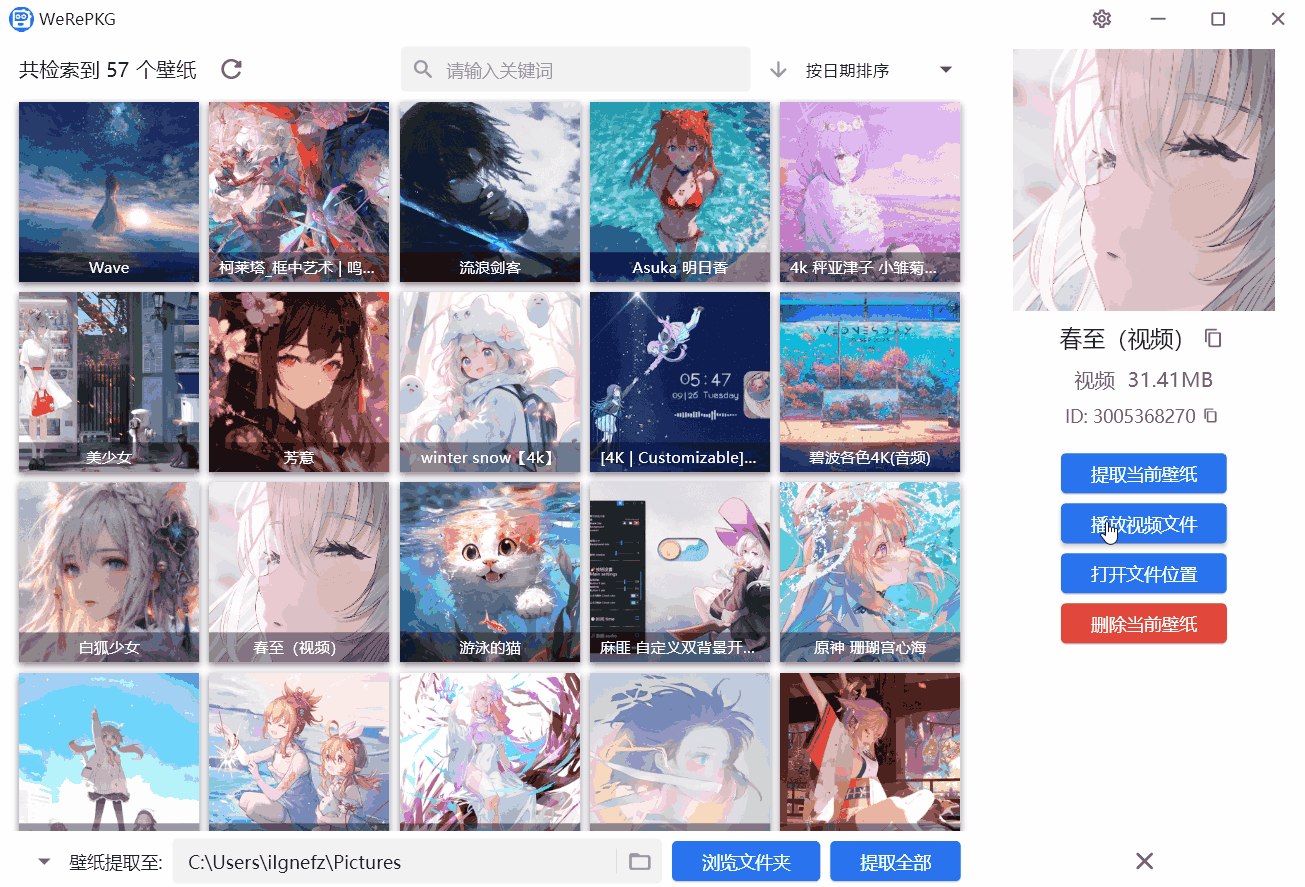 WeRePKG
共检索到 57 个壁纸
请输入关键词
按日期排序
Wave
柯莱塔_框中艺术 | 鸣...
流浪剑客
Asuka 明日香
4k 秤亚津子 小雏菊...
美少女
芳意
winter snow【4k】
WEDNESDAY
05:47
09|26 Tuesday
[4K | Customizable]...
碧波各色4K(音频)
白狐少女
春至（视频）
游泳的猫
Main settings
麻匪 自定义双背景开...
原神 珊瑚宫心海
春至（视频）
视频 31.41MB
ID: 3005368270
提取当前壁纸
播放视频文件
打开文件位置
删除当前壁纸
壁纸提取至:
C:\Users\ilgnefz\Pictures
浏览文件夹
提取全部